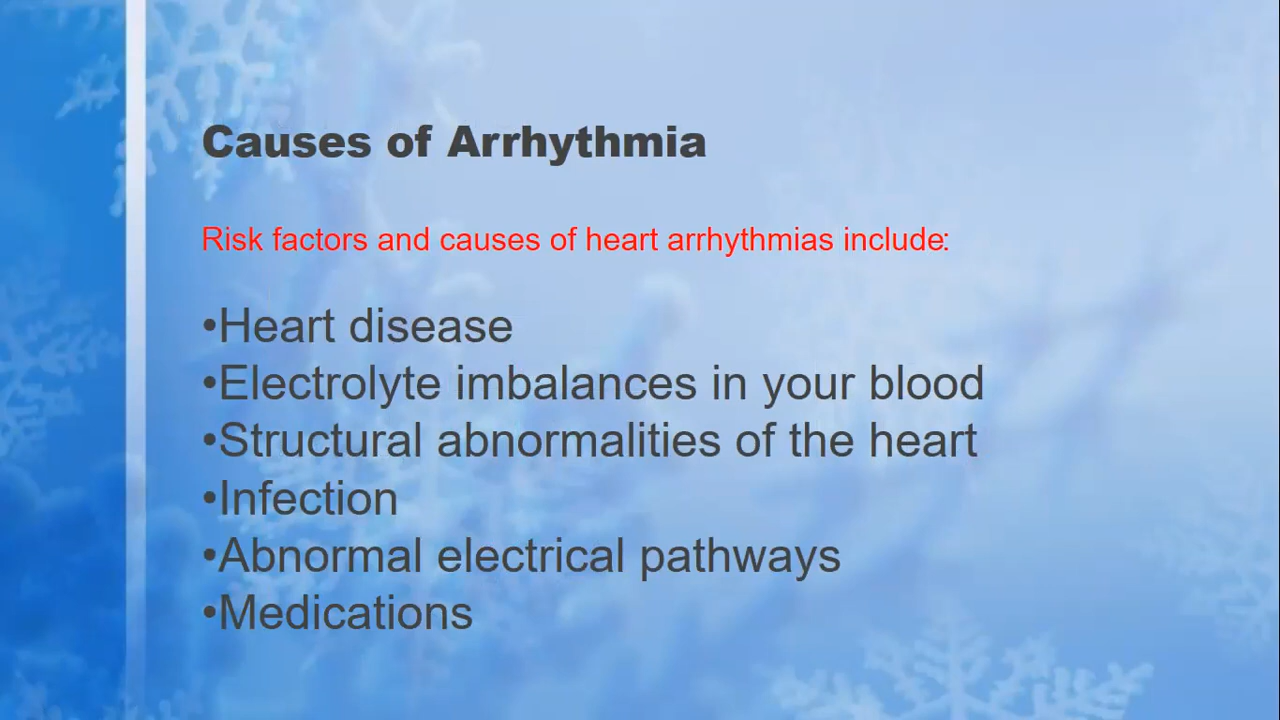 Causes of Arrhythmia
Risk factors and causes of heart arrhythmias include:
•Heart disease
•Electrolyte imbalances in your blood
•Structural abnormalities of the heart
•Infection
•Abnormal electrical pathways
•Medications